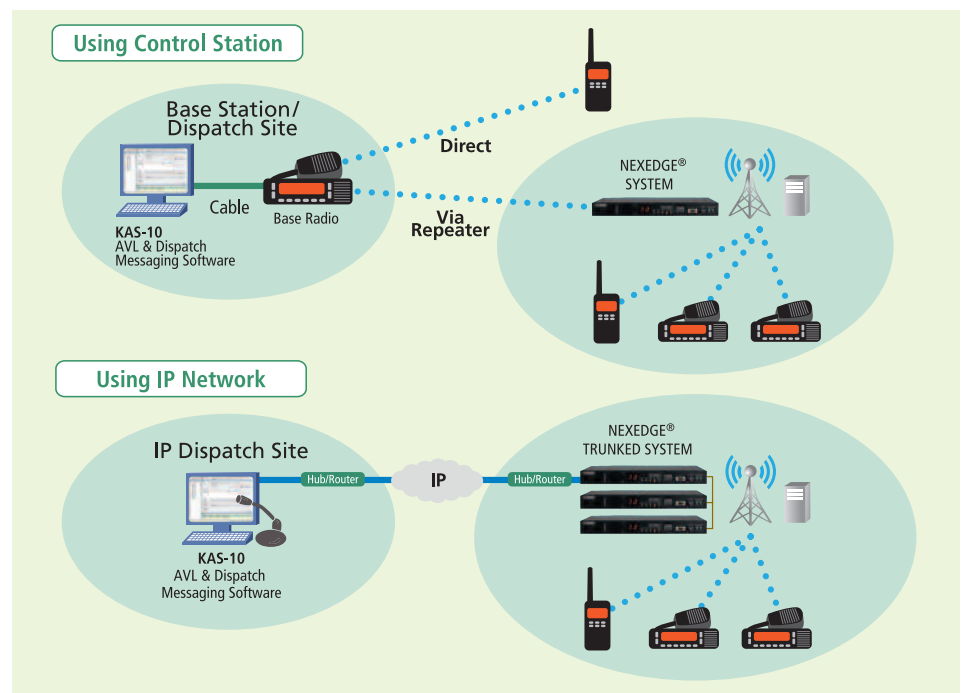 Using Control Station
Base Station/
Dispatch Site
Direct
NEXEDGE®
SYSTEM
Cable
Base Radio
Via
Repeater
KAS-10
AVL & Dispatch
Messaging Software
Using IP Network
IP Dispatch Site
NEXEDGE®
TRUNKED SYSTEM
Hub/Router
IP
Hub/Router
KAS-10
AVL & Dispatch
Messaging Software